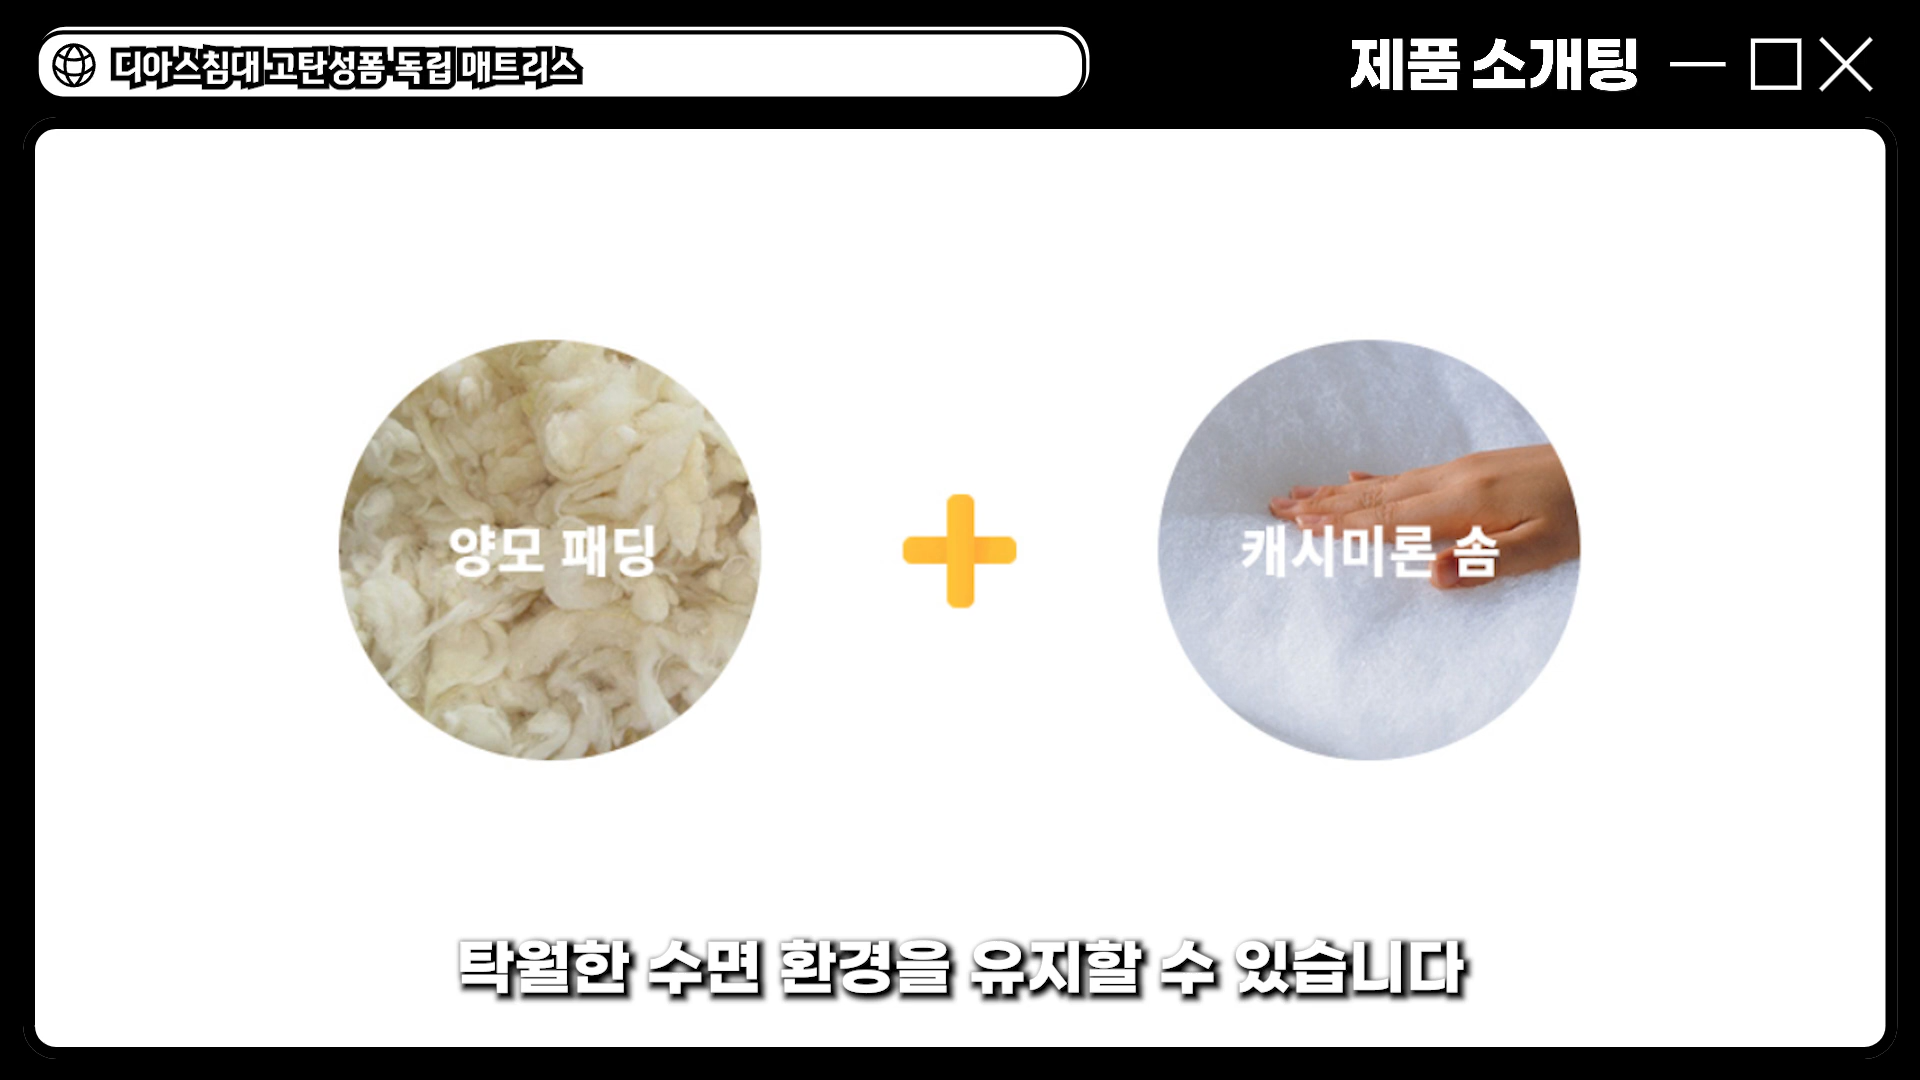 디아스침대 고탄성폼 독립 매트리스
제품 소개팅
양모 패딩
캐시미론 솜
탁월한 수면 환경을 유지할 수 있습니다